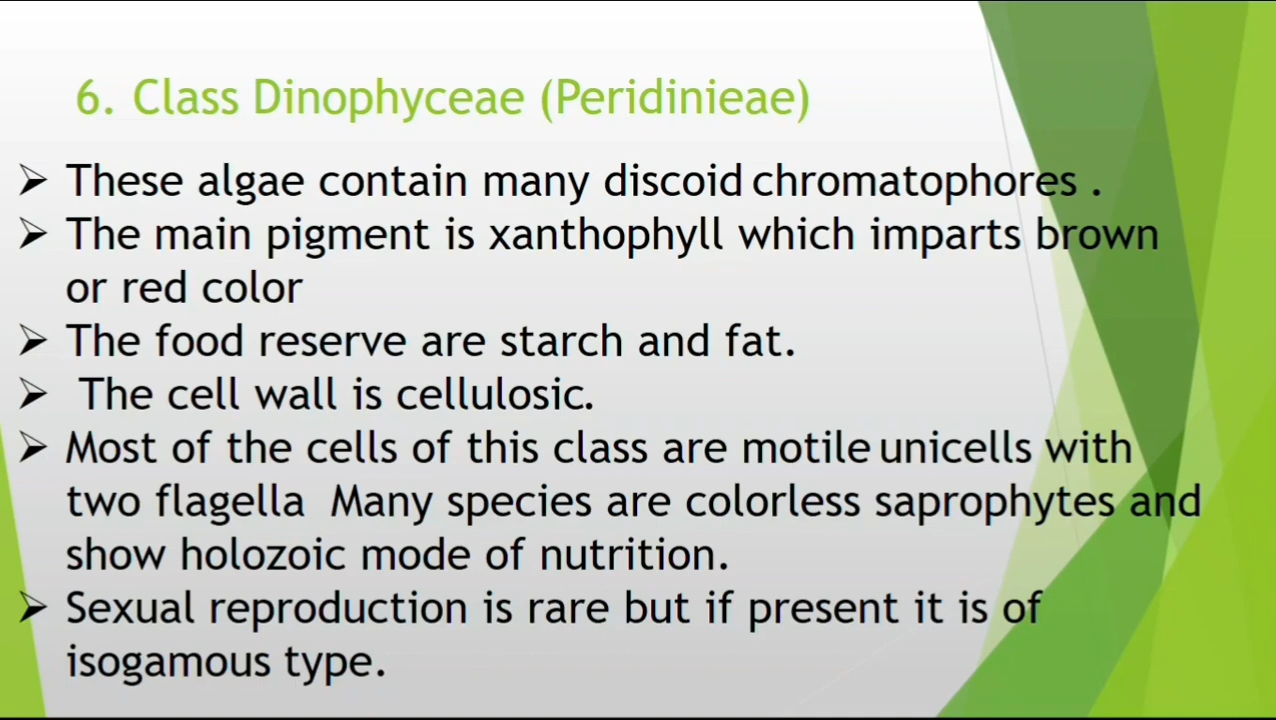 6. Class Dinophyceae (Peridinieae)
➢ These algae contain many discoid chromatophores .
➢ The main pigment is xanthophyll which imparts brown
or red color
➢ The food reserve are starch and fat.
➢ The cell wall is cellulosic.
➢ Most of the cells of this class are motile unicells with
two flagella Many species are colorless saprophytes and
show holozoic mode of nutrition.
➢ Sexual reproduction is rare but if present it is of
isogamous type.